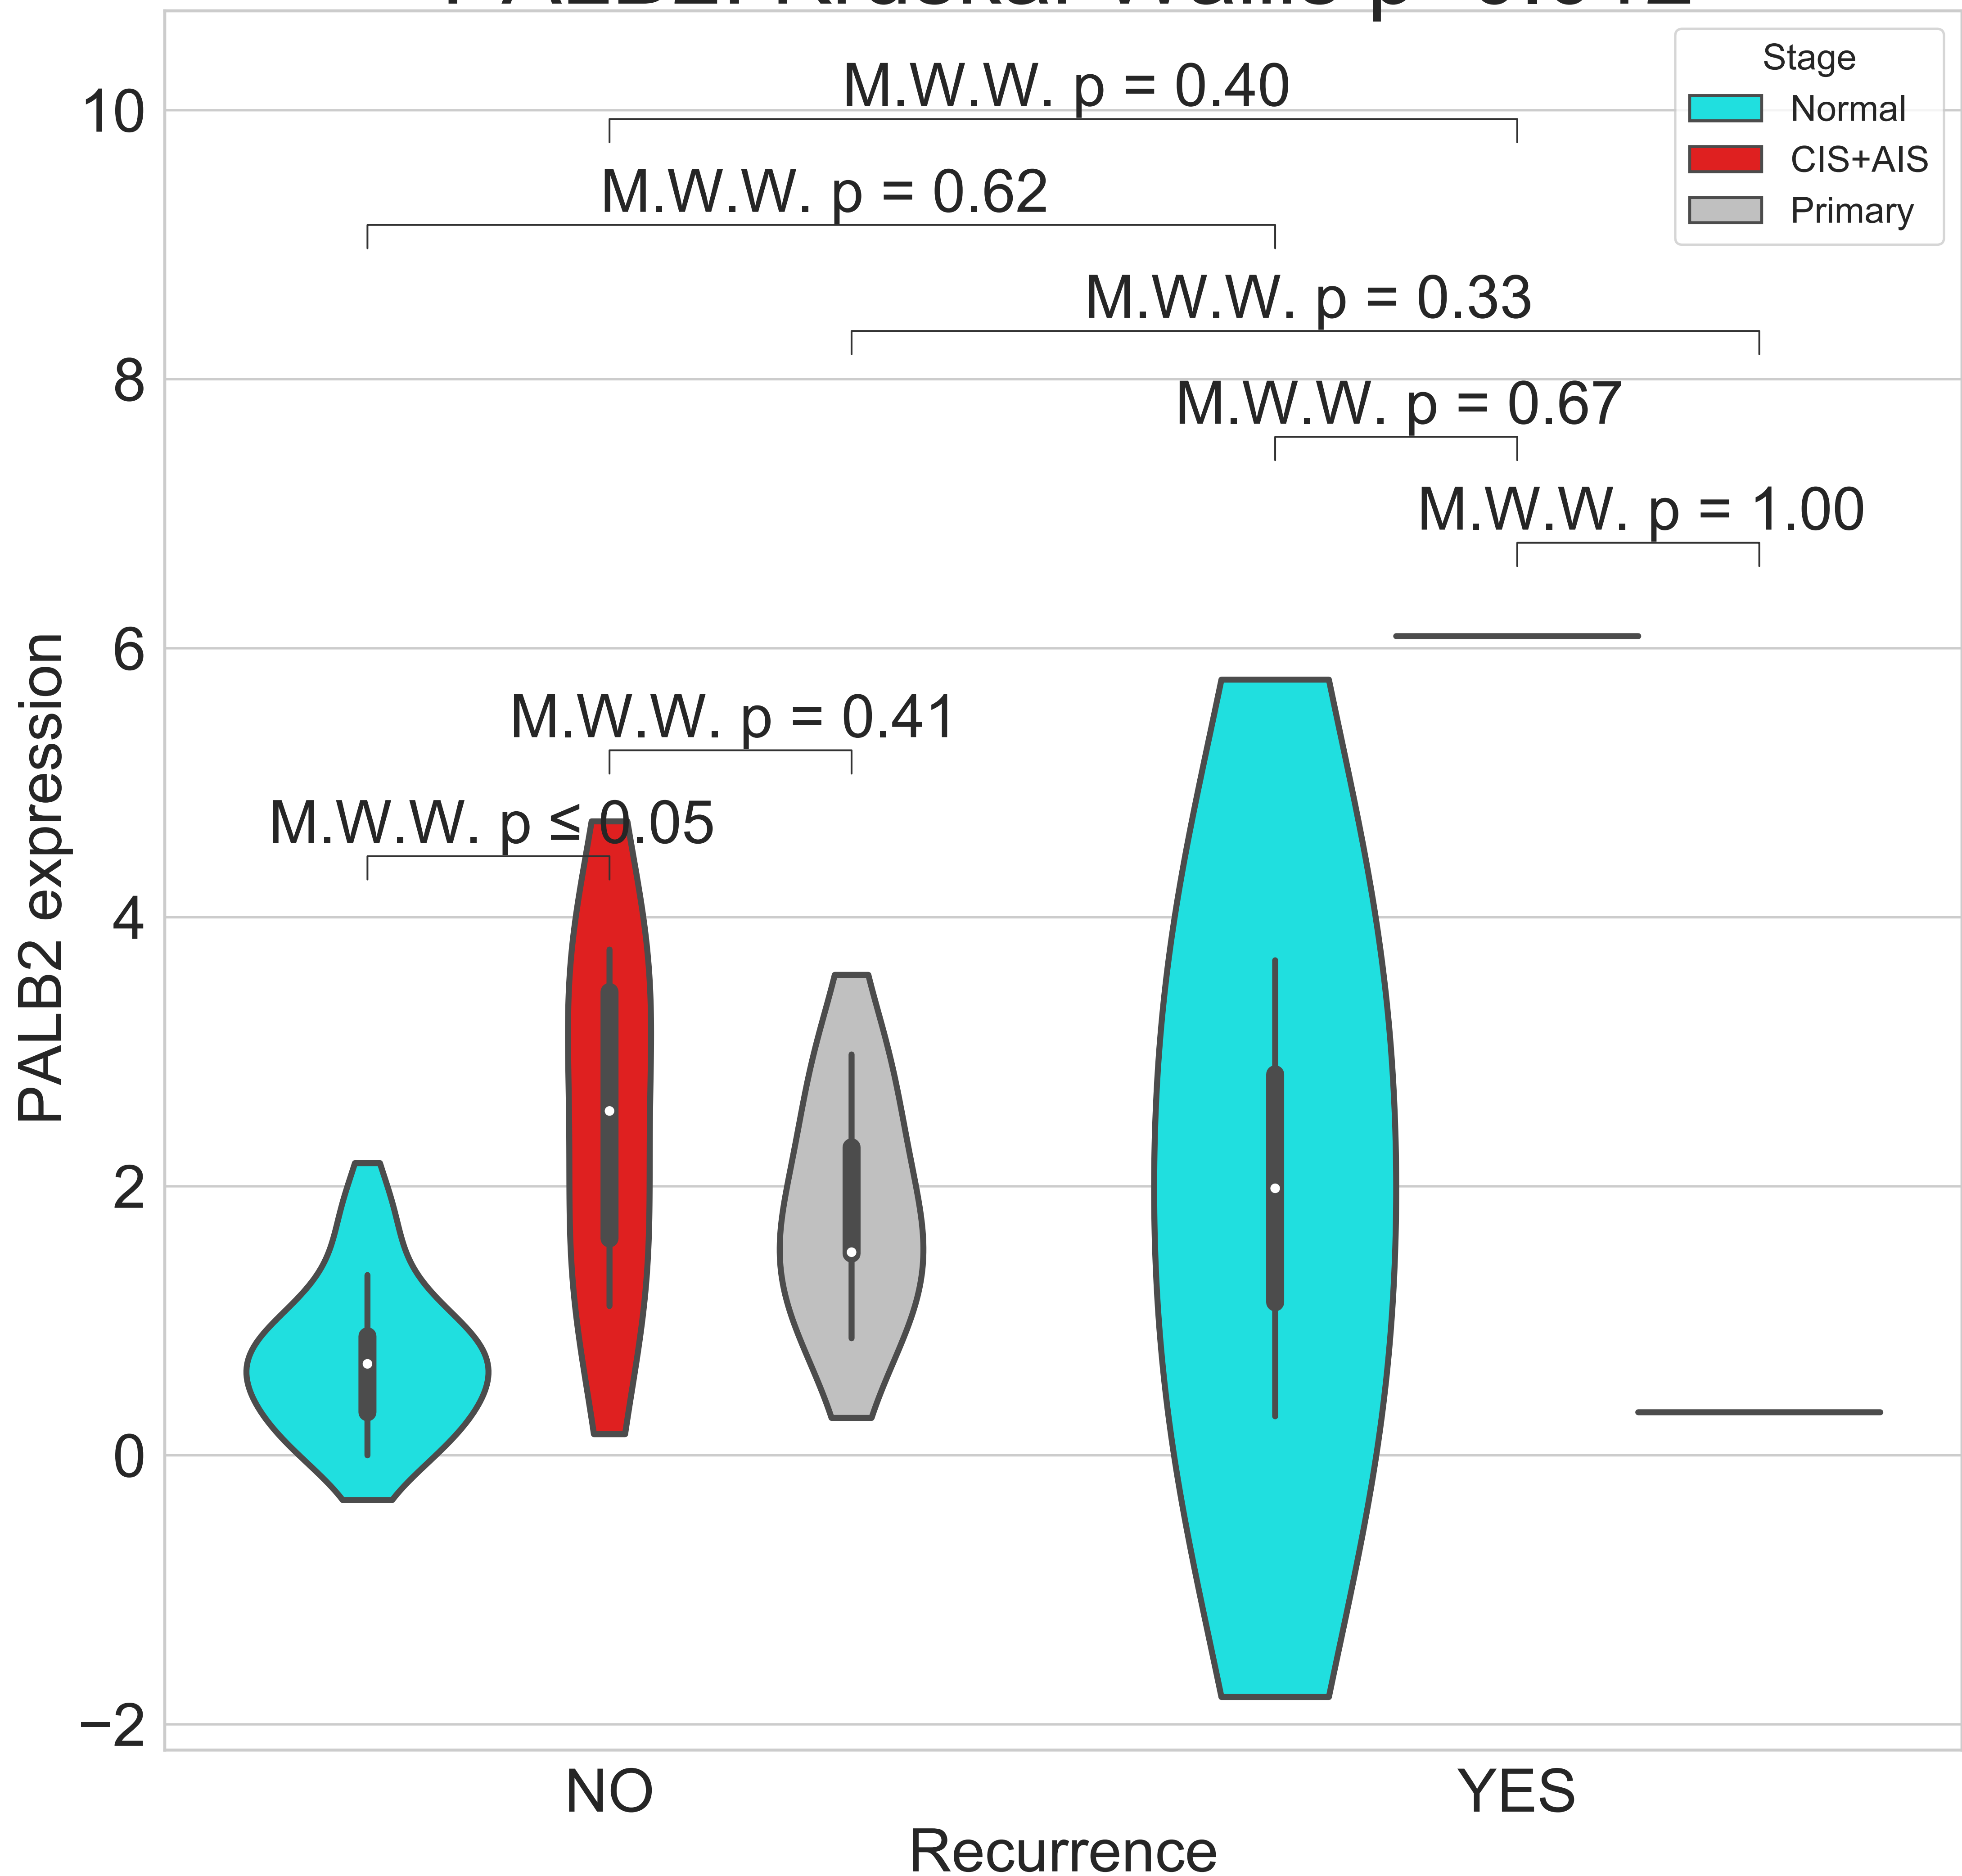 Stage
Normal
CIS+AIS
Primary
M.W.W. p = 0.40
M.W.W. p = 0.62
M.W.W. p = 0.33
M.W.W. p = 0.67
M.W.W. p = 1.00
M.W.W. p = 0.41
M.W.W. p ≤ 0.05
10
8
6
4
2
0
−2
PALB2 expression
NO
YES
Recurrence